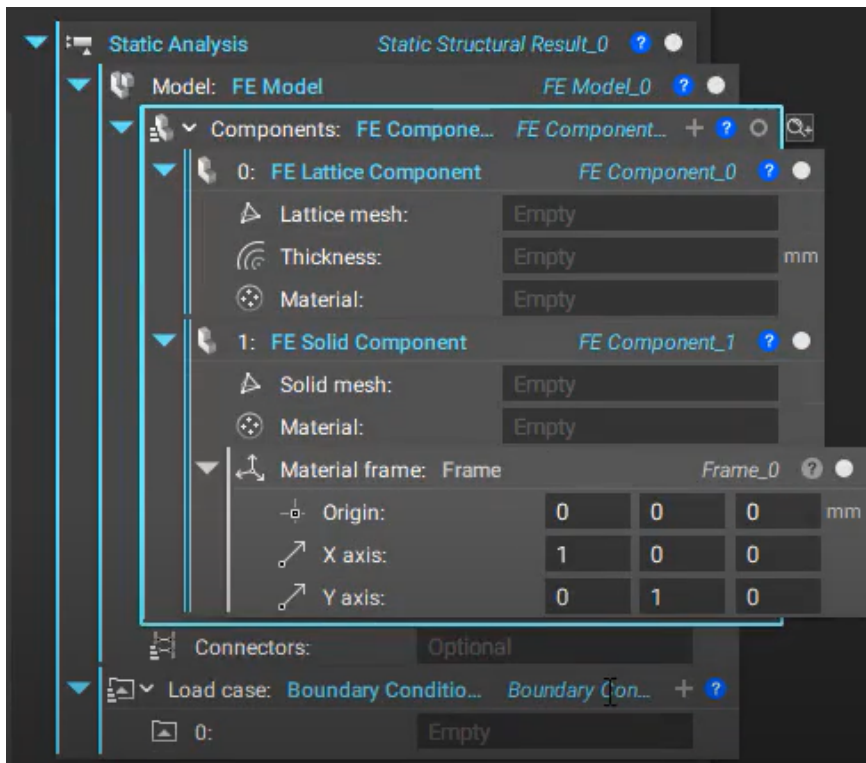 Static Analysis Static Structural Result_0 ?
Model: FE Model FE Model_0 ?
Components: FE Compone... FE Component... + ?
0: FE Lattice Component FE Component_0 ?
Lattice mesh: Empty
Thickness: Empty mm
Material: Empty
1: FE Solid Component FE Component_1 ?
Solid mesh: Empty
Material: Empty
Material frame: Frame Frame_0 ?
Origin: 0 0 0 mm
X axis: 1 0 0
Y axis: 0 1 0
Connectors: Optional
Load case: Boundary Conditio... Boundary Con... + ?
0: Empty